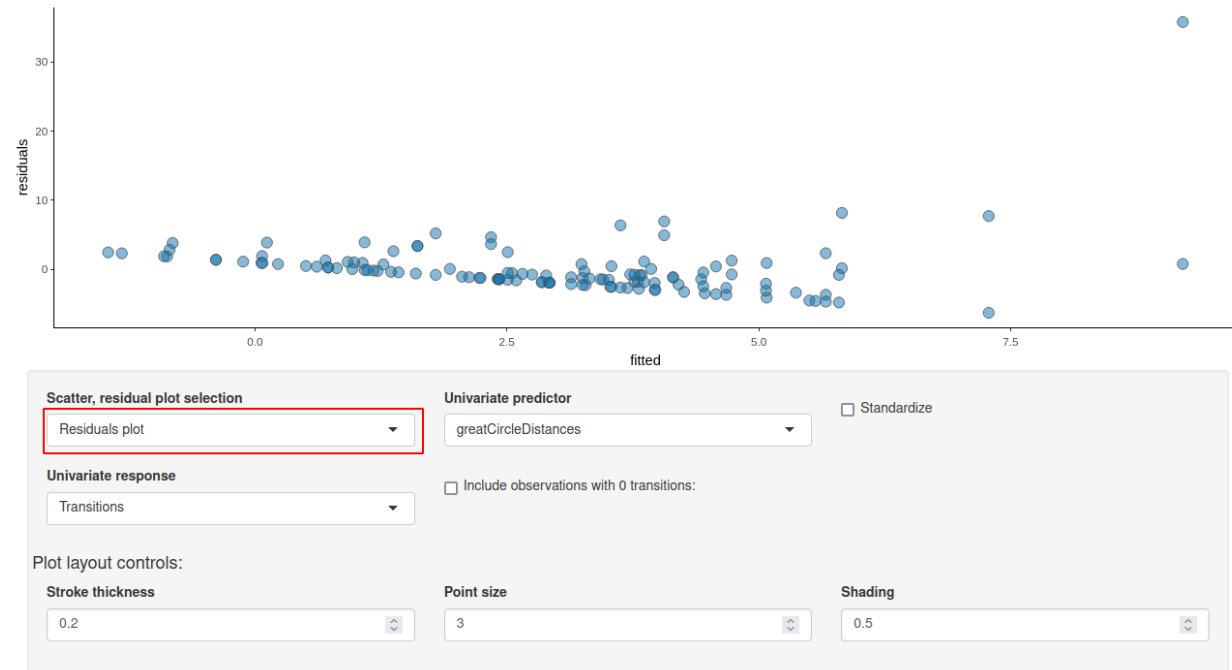 30
20
10
0
residuals
0.0 2.5 5.0 7.5
fitted
Scatter, residual plot selection
Residuals plot
Univariate predictor
greatCircleDistances
Standardize
Univariate response
Transitions
Include observations with 0 transitions:
Plot layout controls:
Stroke thickness
0.2
Point size
3
Shading
0.5